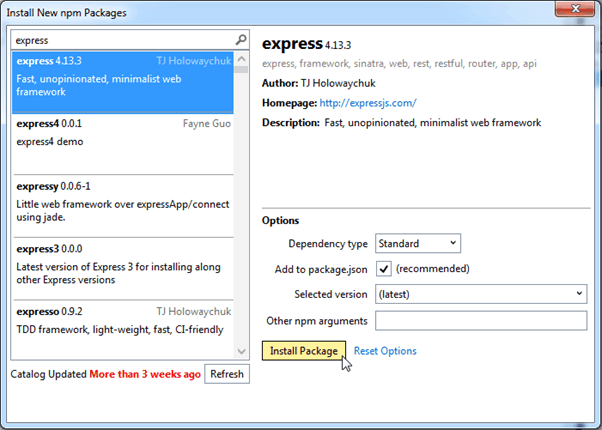 Install New npm Packages
express
express 4.13.3 TJ Holowaychuk
Fast, unopinionated, minimalist web
framework
express4 0.0.1 Fayne Guo
express4 demo
expressy 0.0.6-1
Little web framework over expressApp/connect
using jade.
express3 0.0.0
Latest version of Express 3 for installing along
other Express versions
expresso 0.9.2 TJ Holowaychuk
TDD framework, light-weight, fast, CI-friendly
Catalog Updated More than 3 weeks ago Refresh
express 4.13.3
express, framework, sinatra, web, rest, restful, router, app, api
Author: TJ Holowaychuk
Homepage: http://expressjs.com/
Description: Fast, unopinionated, minimalist web framework
Options
Dependency type Standard
Add to package.json (recommended)
Selected version (latest)
Other npm arguments
Install Package Reset Options